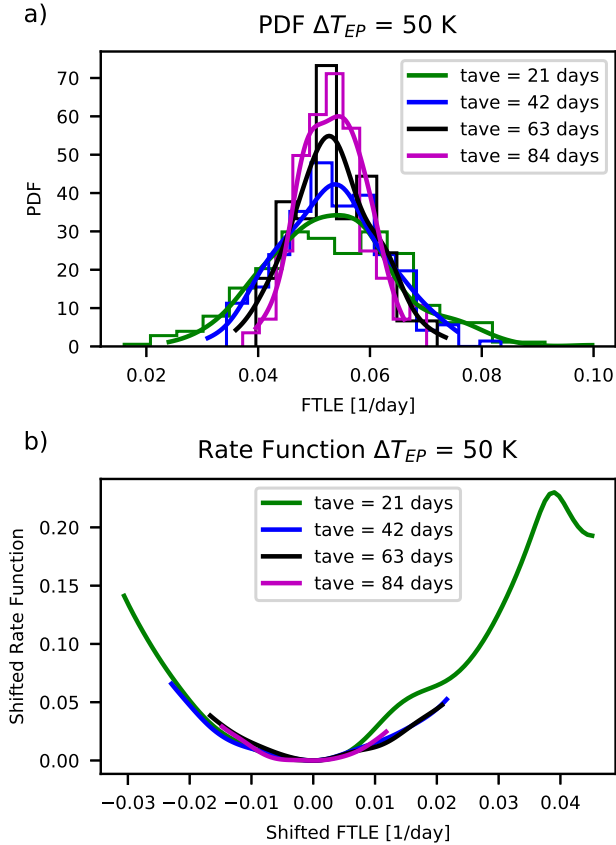 a)
PDF ΔT_EP = 50 K
70
60
50
40
30
20
10
0
PDF
tave = 21 days
tave = 42 days
tave = 63 days
tave = 84 days
0.02 0.04 0.06 0.08 0.10
FTLE [1/day]
b)
Rate Function ΔT_EP = 50 K
0.20
0.15
0.10
0.05
0.00
Shifted Rate Function
tave = 21 days
tave = 42 days
tave = 63 days
tave = 84 days
−0.03 −0.02 −0.01 0.00 0.01 0.02 0.03 0.04
Shifted FTLE [1/day]